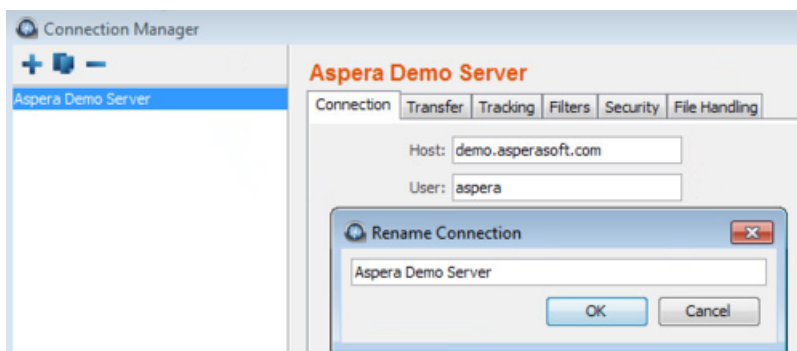 Connection Manager
Aspera Demo Server
Aspera Demo Server
Connection Transfer Tracking Filters Security File Handling
Host: demo.asperasoft.com
User: aspera
Rename Connection
Aspera Demo Server
OK Cancel